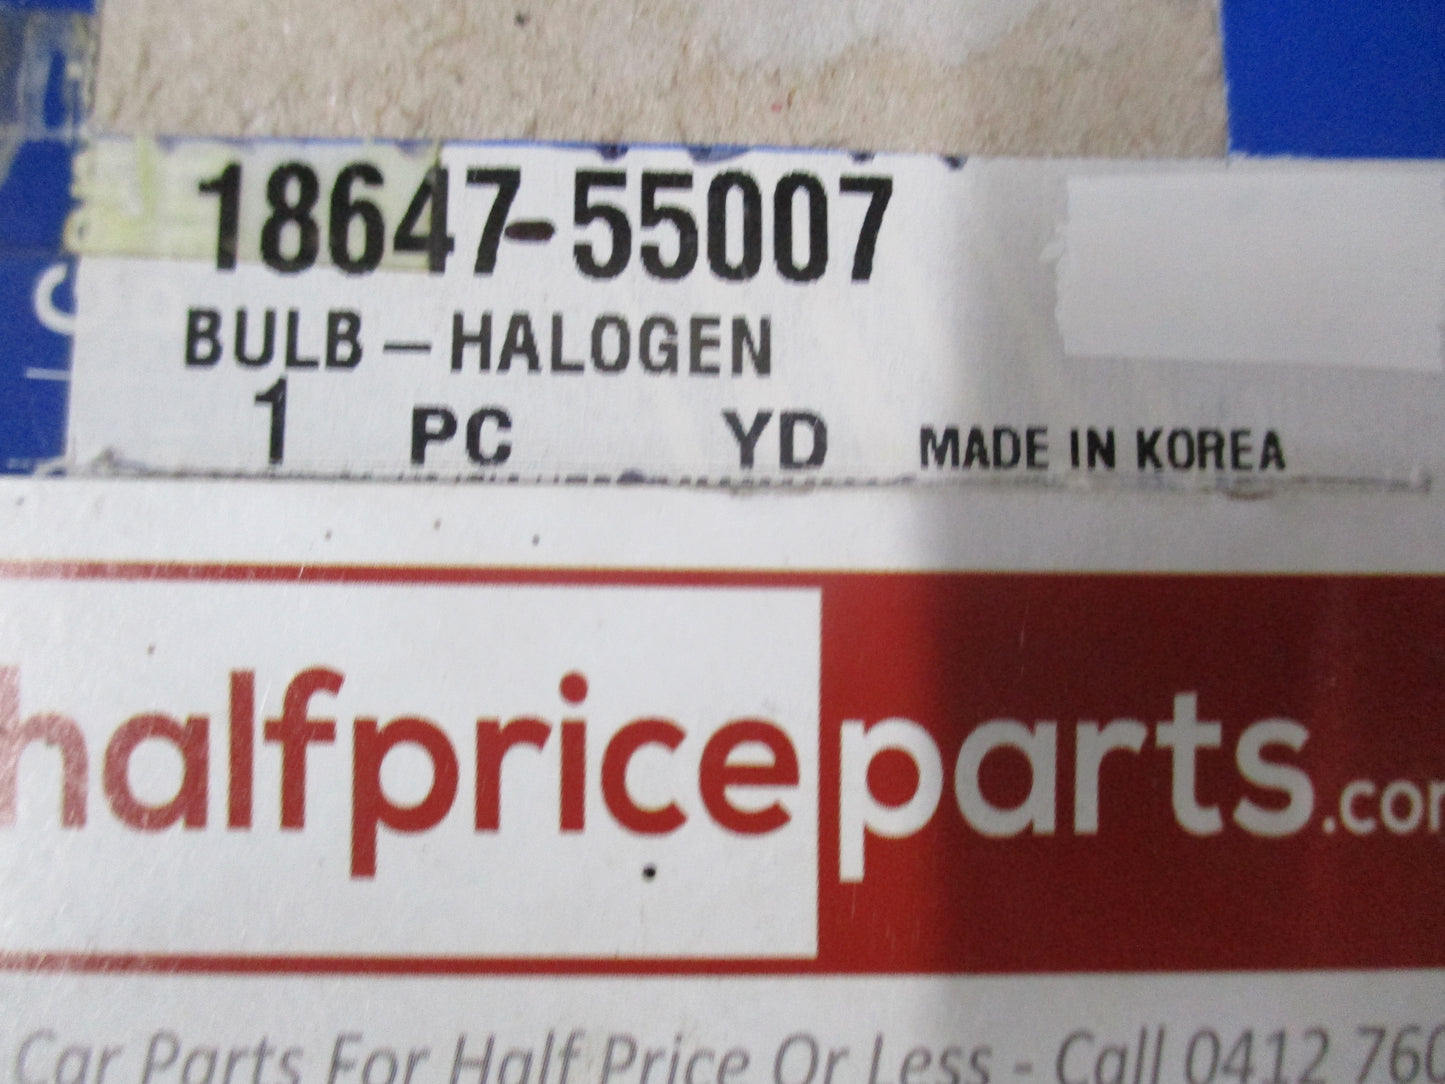 18647-55007
BULB-HALOGEN
1 PC YD MADE IN KOREA
halfpriceparts.com
Car Parts For Half Price Or Less - Call 0412 760